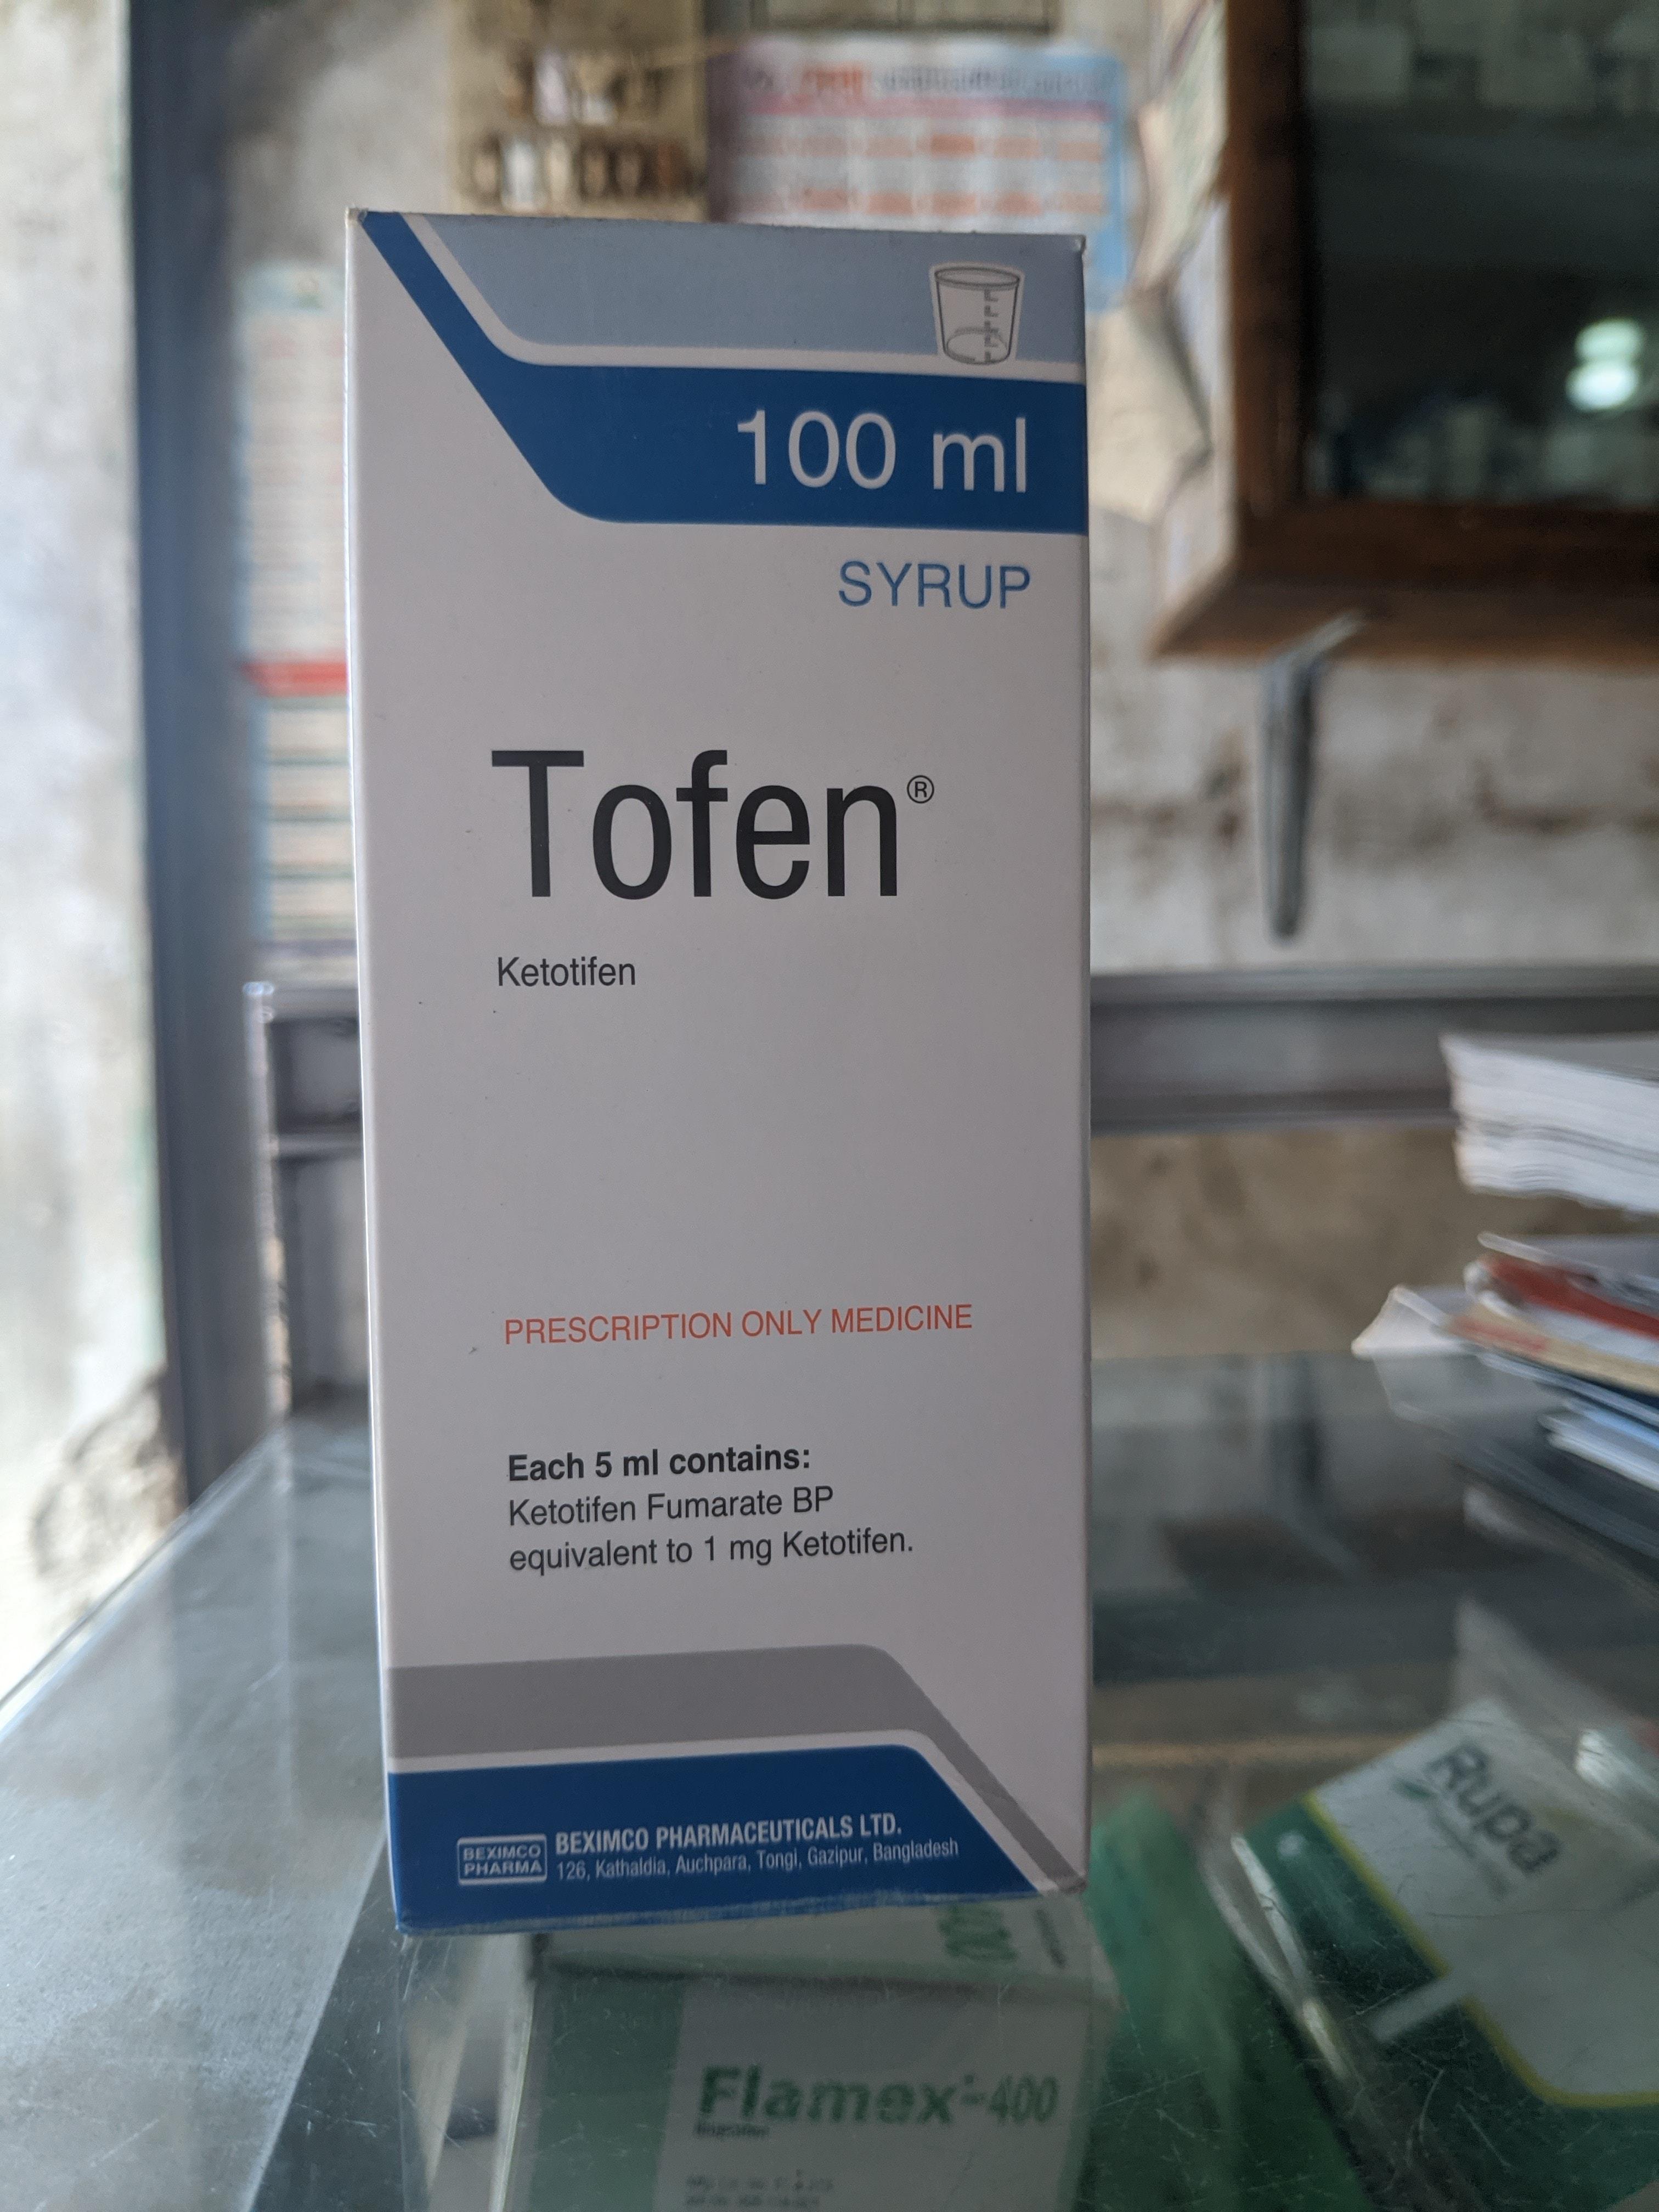 100 ml
SYRUP
Tofen®
Ketotifen
PRESCRIPTION ONLY MEDICINE
Each 5 ml contains:
Ketotifen Fumarate BP
equivalent to 1 mg Ketotifen.
BEXIMCO
PHARMA
BEXIMCO PHARMACEUTICALS LTD.
126, Kathaldia, Auchpara, Tongi, Gazipur, Bangladesh
Rupa
Flamex-400